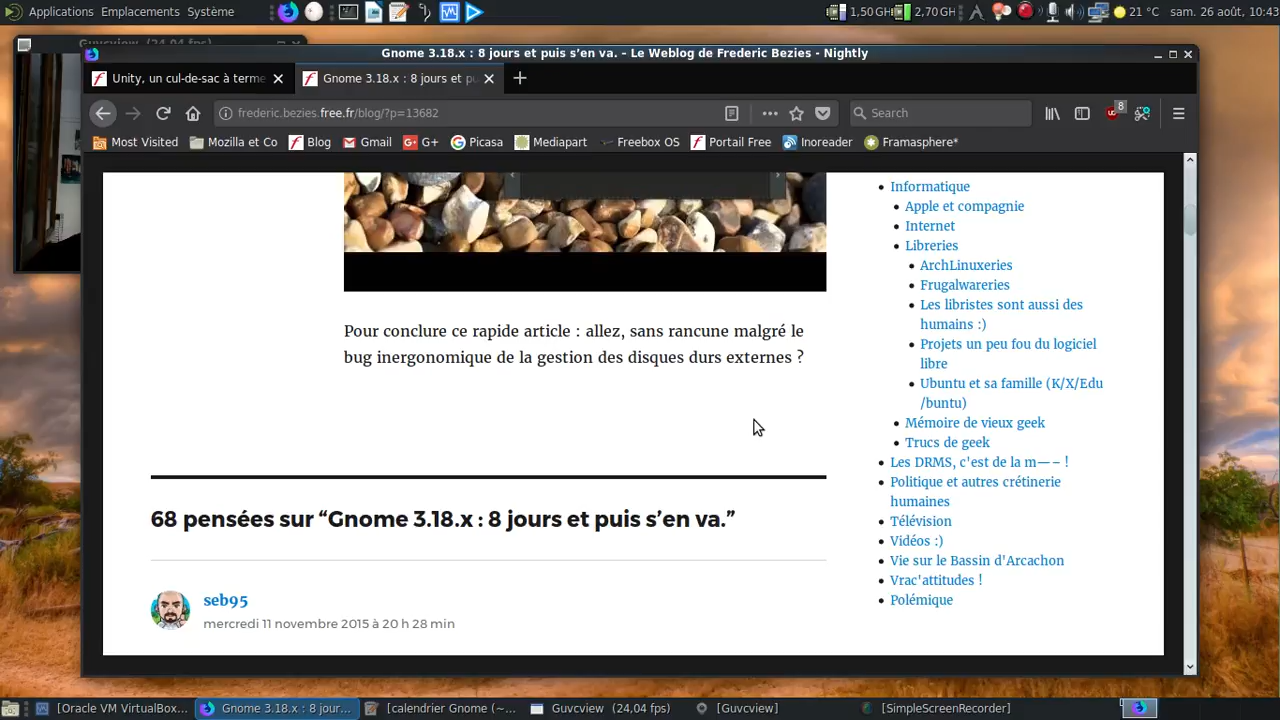 Applications Emplacements Système
1,50 GH 2,70 GH 21 °C sam. 26 août, 10:43
Guvcview (24,04 fps)
Gnome 3.18.x : 8 jours et puis s’en va. – Le Weblog de Frederic Bezies - Nightly
Unity, un cul-de-sac à terme
Gnome 3.18.x : 8 jours et pu
frederic.bezies.free.fr/blog/?p=13682
Search
8
Most Visited Mozilla et Co Blog Gmail G+ Picasa Mediapart Freebox OS Portail Free Inoreader Framasphere*
Pour conclure ce rapide article : allez, sans rancune malgré le
bug inergonomique de la gestion des disques durs externes ?
68 pensées sur “Gnome 3.18.x : 8 jours et puis s’en va.”
seb95
mercredi 11 novembre 2015 à 20 h 28 min
Informatique
Apple et compagnie
Internet
Libreries
ArchLinuxeries
Frugalwareries
Les libristes sont aussi des
humains :)
Projets un peu fou du logiciel
libre
Ubuntu et sa famille (K/X/Edu
/buntu)
Mémoire de vieux geek
Trucs de geek
Les DRMS, c'est de la m—– !
Politique et autres crétinerie
humaines
Télévision
Vidéos :)
Vie sur le Bassin d'Arcachon
Vrac'attitudes !
Polémique
[Oracle VM VirtualBox...
Gnome 3.18.x : 8 jour...
[calendrier Gnome (~...
Guvcview (24,04 fps)
[Guvcview]
[SimpleScreenRecorder]